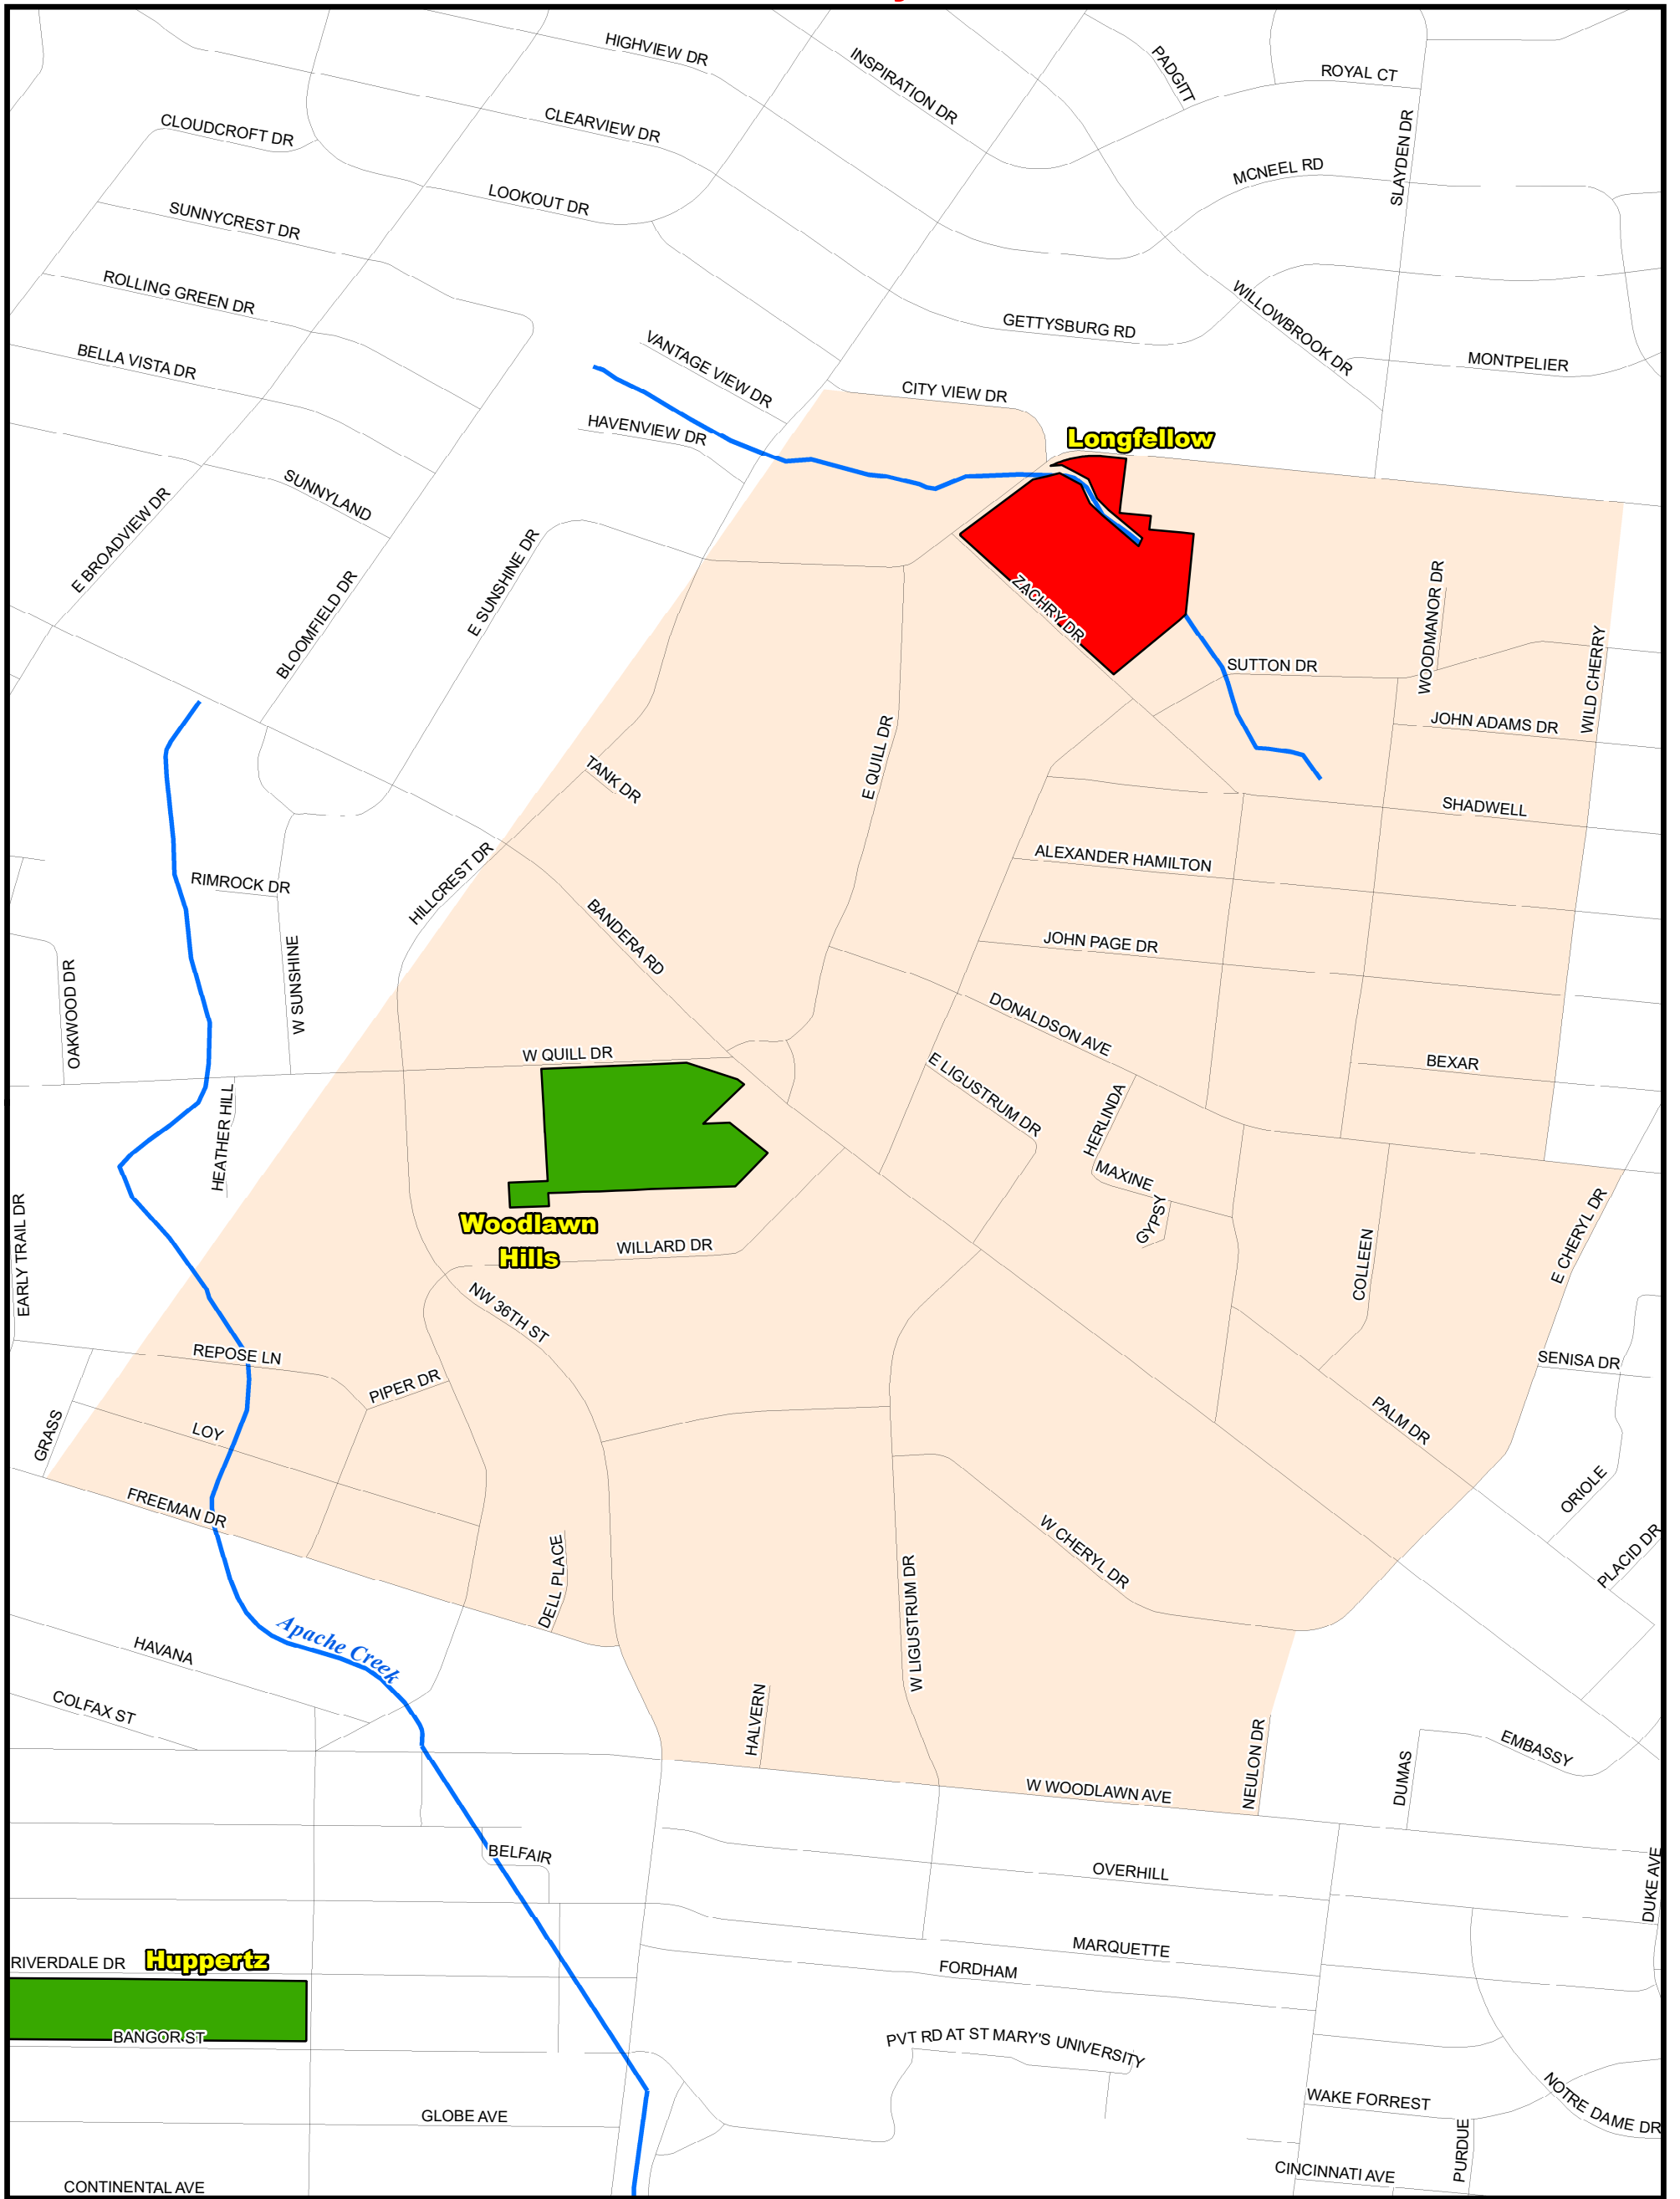 HIGHVIEW DR
INSPIRATION DR
PADGITT
ROYAL CT
CLOUDCROFT DR
CLEARVIEW DR
SLAYDEN DR
MCNEEL RD
LOOKOUT DR
SUNNYCREST DR
ROLLING GREEN DR
GETTYSBURG RD
WILLOWBROOK DR
BELLA VISTA DR
VANTAGE VIEW DR
MONTPELIER
CITY VIEW DR
HAVENVIEW DR
Longfellow
SUNNYLAND
E BROADVIEW DR
E SUNSHINE DR
BLOOMFIELD DR
ZACHRY DR
WOODMANOR DR
SUTTON DR
WILD CHERRY
JOHN ADAMS DR
E QUILL DR
TANK DR
SHADWELL
HILLCREST DR
ALEXANDER HAMILTON
RIMROCK DR
BANDERA RD
JOHN PAGE DR
W SUNSHINE
OAKWOOD DR
DONALDSON AVE
W QUILL DR
BEXAR
E LIGUSTRUM DR
HERLINDA
HEATHER HILL
MAXINE
GYPSY
Woodlawn
Hills
WILLARD DR
EARLY TRAIL DR
E CHERYL DR
COLLEEN
NW 36TH ST
REPOSE LN
SENISA DR
PIPER DR
PALM DR
LOY
GRASS
ORIOLE
FREEMAN DR
W CHERYL DR
DELL PLACE
PLACID DR
W LIGUSTRUM DR
Apache Creek
HAVANA
COLFAX ST
HALVERN
NEULON DR
EMBASSY
W WOODLAWN AVE
DUMAS
BELFAIR
OVERHILL
DUKE AVE
MARQUETTE
RIVERDALE DR
Huppertz
FORDHAM
BANGOR ST
PVT RD AT ST MARY'S UNIVERSITY
WAKE FORREST
NOTRE DAME DR
GLOBE AVE
PURDUE
CINCINNATI AVE
CONTINENTAL AVE